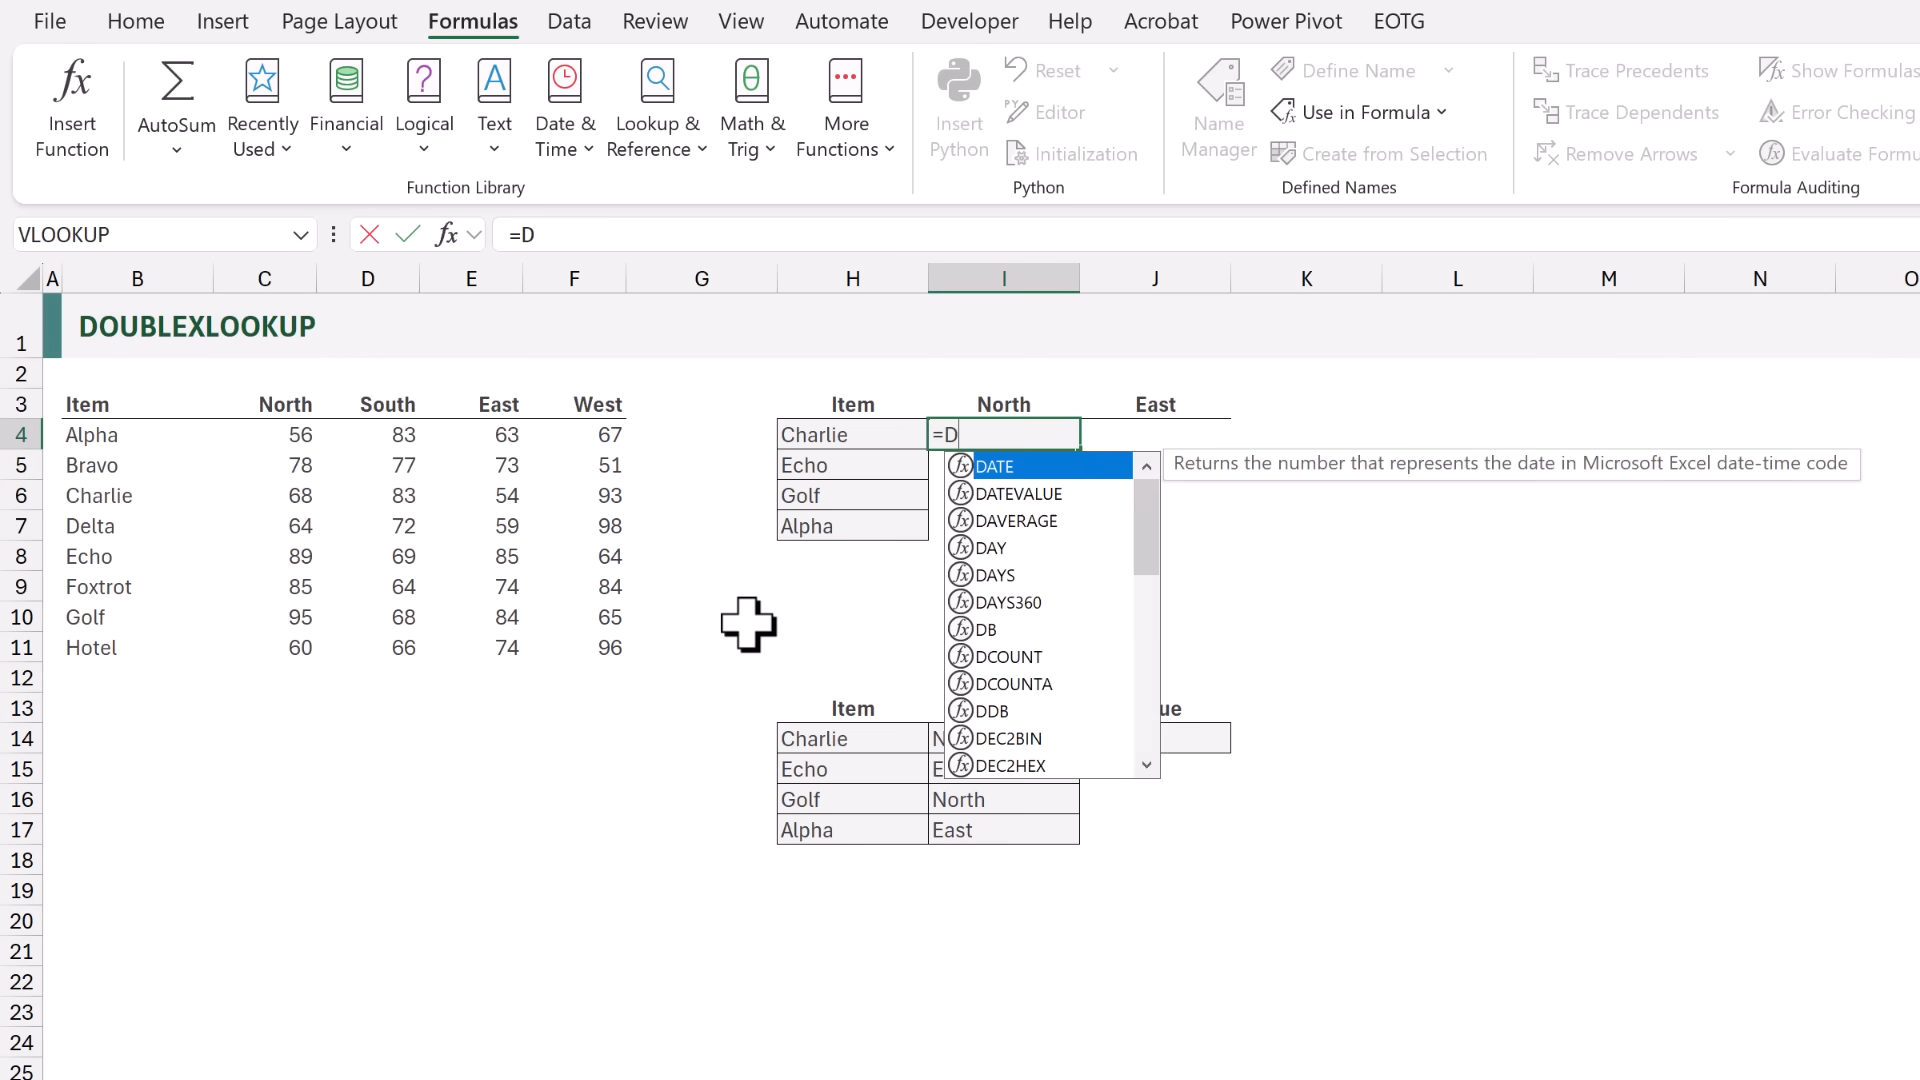 File Home Insert Page Layout Formulas Data Review View Automate Developer Help Acrobat Power Pivot EOTG
fx Insert Function
AutoSum
Recently Used
Financial
Logical
Text
Date & Time
Lookup & Reference
Math & Trig
More Functions
Function Library
Insert Python
Reset
Editor
Initialization
Python
Name Manager
Define Name
Use in Formula
Create from Selection
Defined Names
Trace Precedents
Trace Dependents
Remove Arrows
Show Formulas
Error Checking
Evaluate Formu
Formula Auditing
VLOOKUP fx =D
A B C D E F G H I J K L M N O
1 DOUBLEXLOOKUP
2
3 Item North South East West Item North East
4 Alpha 56 83 63 67 Charlie =D
5 Bravo 78 77 73 51 Echo
6 Charlie 68 83 54 93 Golf
7 Delta 64 72 59 98 Alpha
8 Echo 89 69 85 64
9 Foxtrot 85 64 74 84
10 Golf 95 68 84 65
11 Hotel 60 66 74 96
12
13 Item ue
14 Charlie N
15 Echo E
16 Golf North
17 Alpha East
18
19
20
21
22
23
24
25
DATE
DATEVALUE
DAVERAGE
DAY
DAYS
DAYS360
DB
DCOUNT
DCOUNTA
DDB
DEC2BIN
DEC2HEX
Returns the number that represents the date in Microsoft Excel date-time code